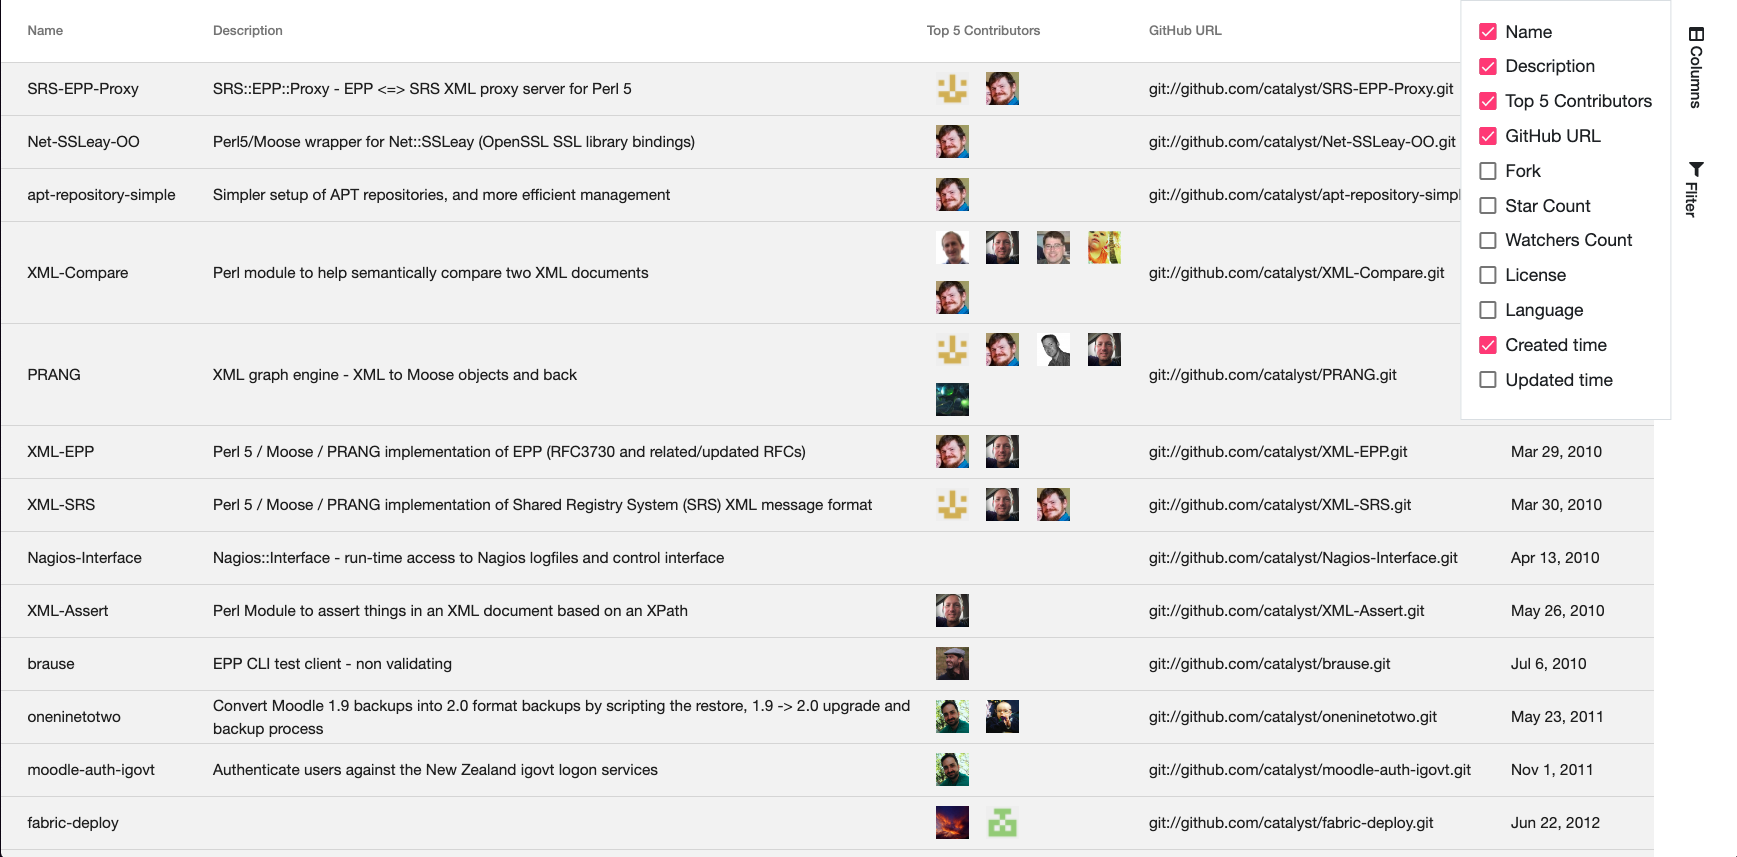 Name Description Top 5 Contributors GitHub URL
SRS-EPP-Proxy SRS::EPP::Proxy - EPP <=> SRS XML proxy server for Perl 5 git://github.com/catalyst/SRS-EPP-Proxy.git
Net-SSLeay-OO Perl5/Moose wrapper for Net::SSLeay (OpenSSL SSL library bindings) git://github.com/catalyst/Net-SSLeay-OO.git
apt-repository-simple Simpler setup of APT repositories, and more efficient management git://github.com/catalyst/apt-repository-simpl
XML-Compare Perl module to help semantically compare two XML documents git://github.com/catalyst/XML-Compare.git
PRANG XML graph engine - XML to Moose objects and back git://github.com/catalyst/PRANG.git
XML-EPP Perl 5 / Moose / PRANG implementation of EPP (RFC3730 and related/updated RFCs) git://github.com/catalyst/XML-EPP.git Mar 29, 2010
XML-SRS Perl 5 / Moose / PRANG implementation of Shared Registry System (SRS) XML message format git://github.com/catalyst/XML-SRS.git Mar 30, 2010
Nagios-Interface Nagios::Interface - run-time access to Nagios logfiles and control interface git://github.com/catalyst/Nagios-Interface.git Apr 13, 2010
XML-Assert Perl Module to assert things in an XML document based on an XPath git://github.com/catalyst/XML-Assert.git May 26, 2010
brause EPP CLI test client - non validating git://github.com/catalyst/brause.git Jul 6, 2010
oneninetotwo Convert Moodle 1.9 backups into 2.0 format backups by scripting the restore, 1.9 -> 2.0 upgrade and
backup process git://github.com/catalyst/oneninetotwo.git May 23, 2011
moodle-auth-igovt Authenticate users against the New Zealand igovt logon services git://github.com/catalyst/moodle-auth-igovt.git Nov 1, 2011
fabric-deploy git://github.com/catalyst/fabric-deploy.git Jun 22, 2012
Name
Description
Top 5 Contributors
GitHub URL
Fork
Star Count
Watchers Count
License
Language
Created time
Updated time
Columns
Fliter